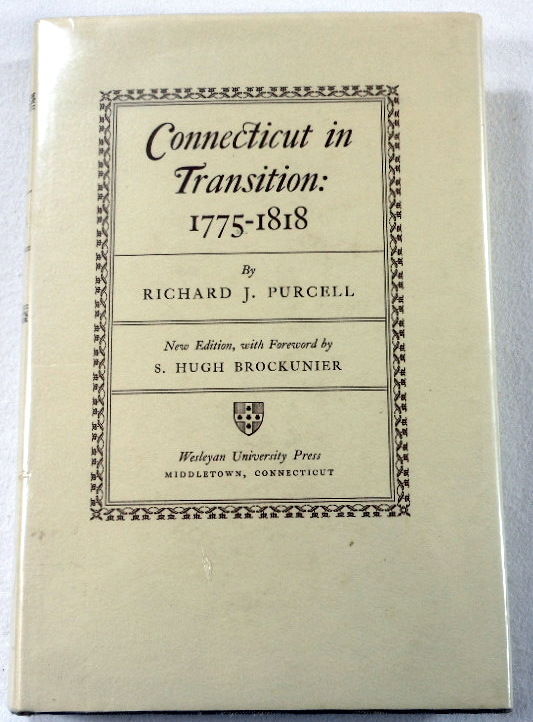 Connecticut in
Transition:
1775-1818
By
RICHARD J. PURCELL
New Edition, with Foreword by
S. HUGH BROCKUNIER
Wesleyan University Press
MIDDLETOWN, CONNECTICUT